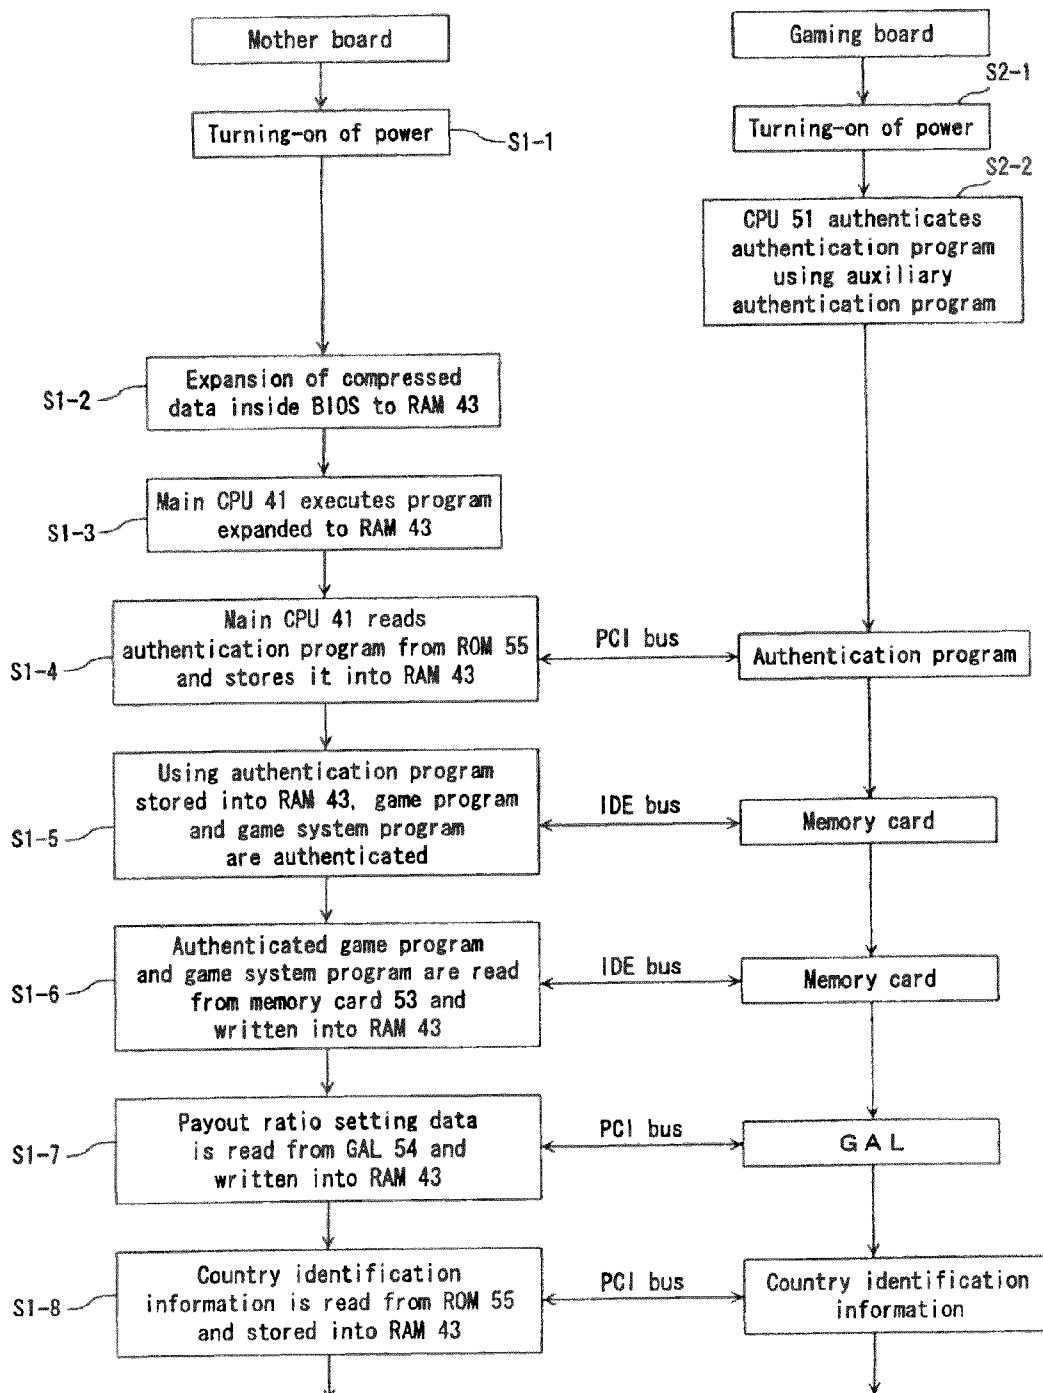 Mother board
Gaming board
S2-1
Turning-on of power
S1-1
Turning-on of power
S2-2
CPU 51 authenticates
authentication program
using auxiliary
authentication program
S1-2
Expansion of compressed
data inside BIOS to RAM 43
S1-3
Main CPU 41 executes program
expanded to RAM 43
S1-4
Main CPU 41 reads
authentication program from ROM 55
and stores it into RAM 43
PCI bus
Authentication program
S1-5
Using authentication program
stored into RAM 43, game program
and game system program
are authenticated
IDE bus
Memory card
S1-6
Authenticated game program
and game system program are read
from memory card 53 and
written into RAM 43
IDE bus
Memory card
S1-7
Payout ratio setting data
is read from GAL 54 and
written into RAM 43
PCI bus
GAL
S1-8
Country identification
information is read from ROM 55
and stored into RAM 43
PCI bus
Country identification
information